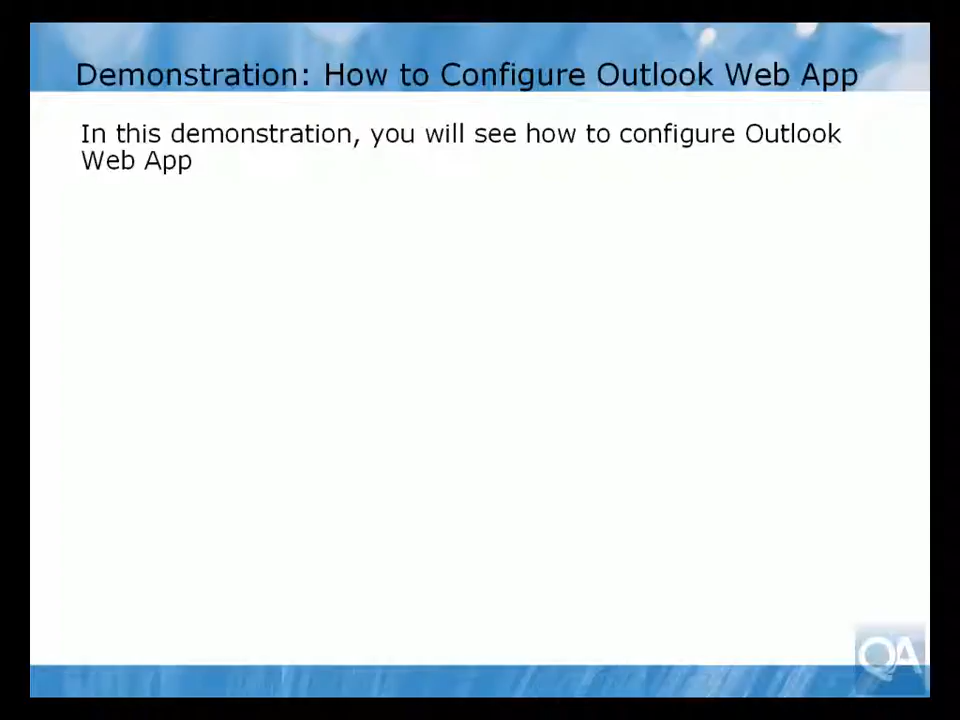 Demonstration: How to Configure Outlook Web App
In this demonstration, you will see how to configure Outlook
Web App
QA